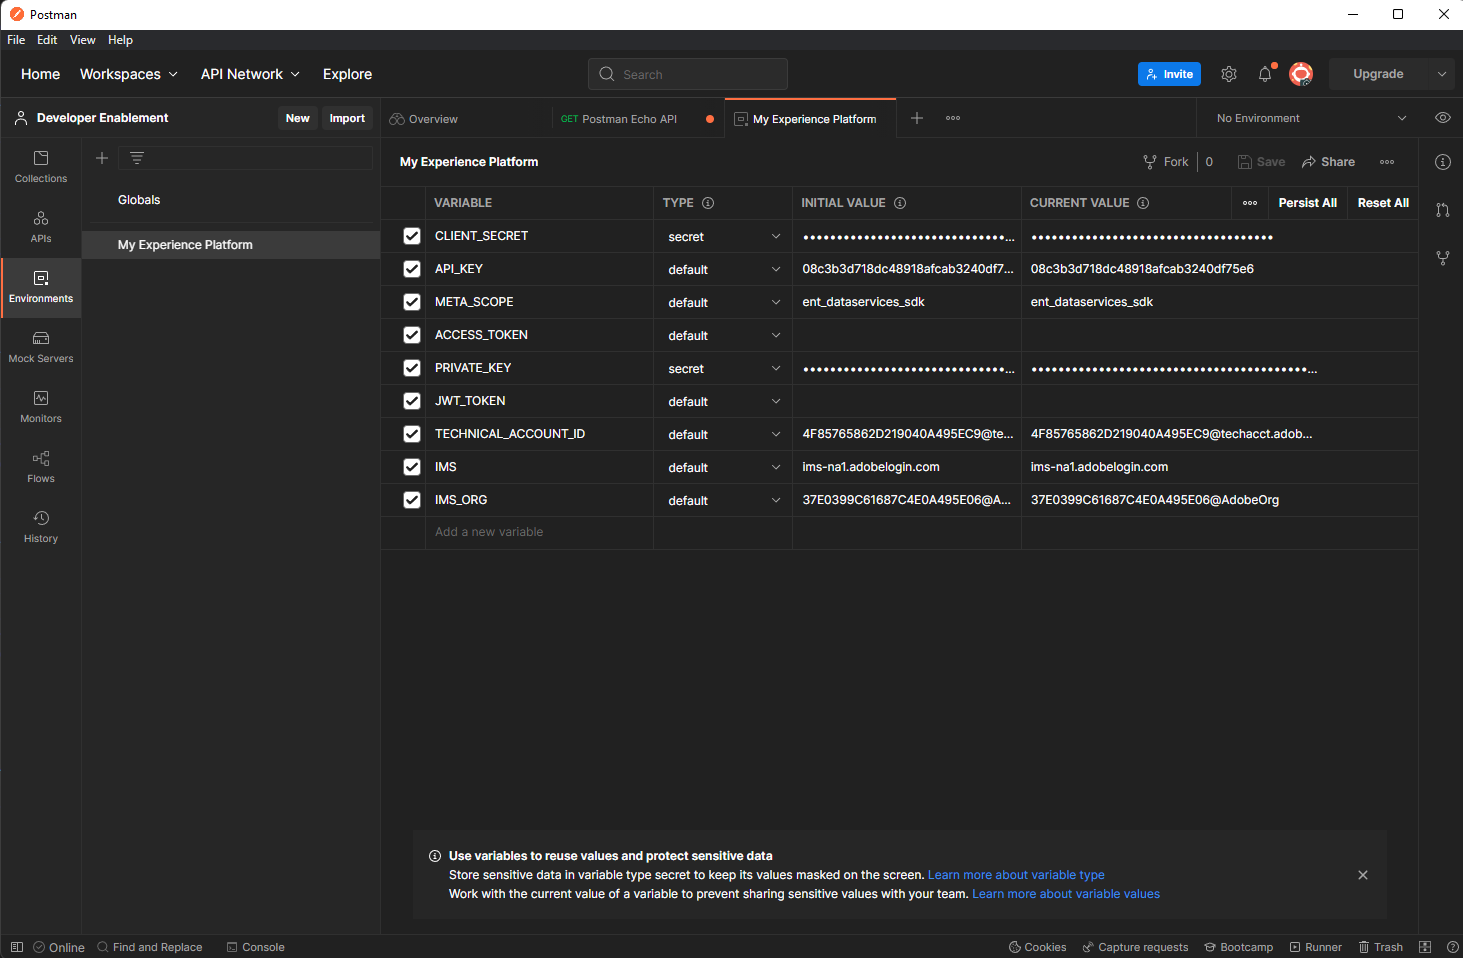 Postman
File Edit View Help
Home Workspaces API Network Explore Search Invite Upgrade
Developer Enablement New Import Overview GET Postman Echo API My Experience Platform No Environment
My Experience Platform Fork 0 Save Share
Collections
APIs
Environments
Mock Servers
Monitors
Flows
History
Globals
My Experience Platform
VARIABLE TYPE INITIAL VALUE CURRENT VALUE Persist All Reset All
CLIENT_SECRET secret ••••••••••••••••••••••••••••••... ••••••••••••••••••••••••••••••••••••
API_KEY default 08c3b3d718dc48918afcab3240df7... 08c3b3d718dc48918afcab3240df75e6
META_SCOPE default ent_dataservices_sdk ent_dataservices_sdk
ACCESS_TOKEN default
PRIVATE_KEY secret ••••••••••••••••••••••••••••••... •••••••••••••••••••••••••••••••••••••••••...
JWT_TOKEN default
TECHNICAL_ACCOUNT_ID default 4F85765862D219040A495EC9@te... 4F85765862D219040A495EC9@techacct.adob...
IMS default ims-na1.adobelogin.com ims-na1.adobelogin.com
IMS_ORG default 37E0399C61687C4E0A495E06@A... 37E0399C61687C4E0A495E06@AdobeOrg
Add a new variable
Use variables to reuse values and protect sensitive data
Store sensitive data in variable type secret to keep its values masked on the screen. Learn more about variable type
Work with the current value of a variable to prevent sharing sensitive values with your team. Learn more about variable values
Online Find and Replace Console Cookies Capture requests Bootcamp Runner Trash